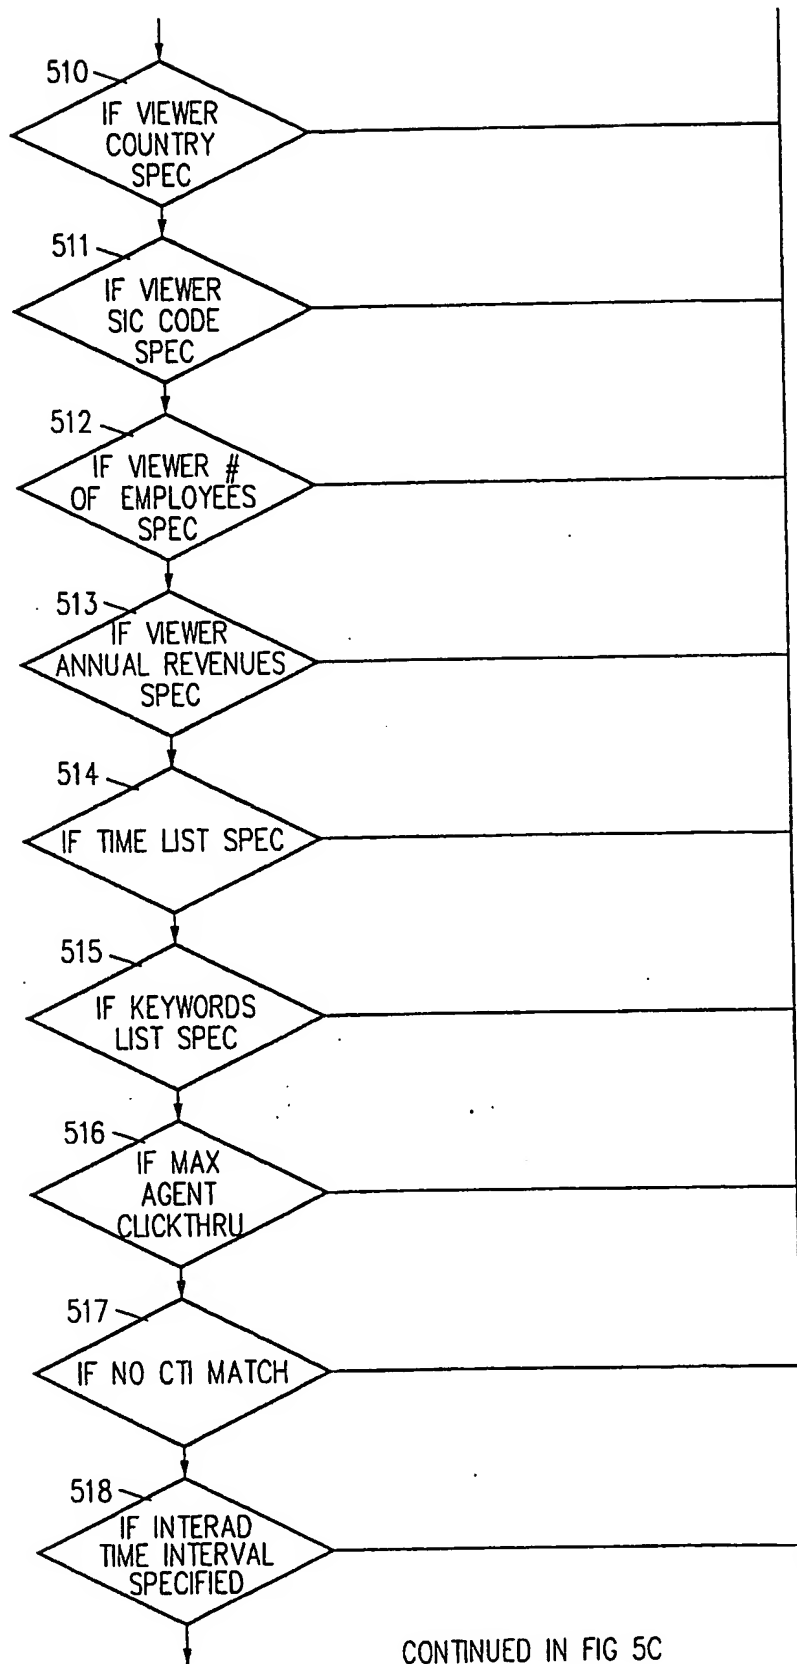 510
IF VIEWER
COUNTRY
SPEC
511
IF VIEWER
SIC CODE
SPEC
512
IF VIEWER #
OF EMPLOYEES
SPEC
513
IF VIEWER
ANNUAL REVENUES
SPEC
514
IF TIME LIST SPEC
515
IF KEYWORDS
LIST SPEC
516
IF MAX
AGENT
CLICKTHRU
517
IF NO CTI MATCH
518
IF INTERAD
TIME INTERVAL
SPECIFIED
CONTINUED IN FIG 5C